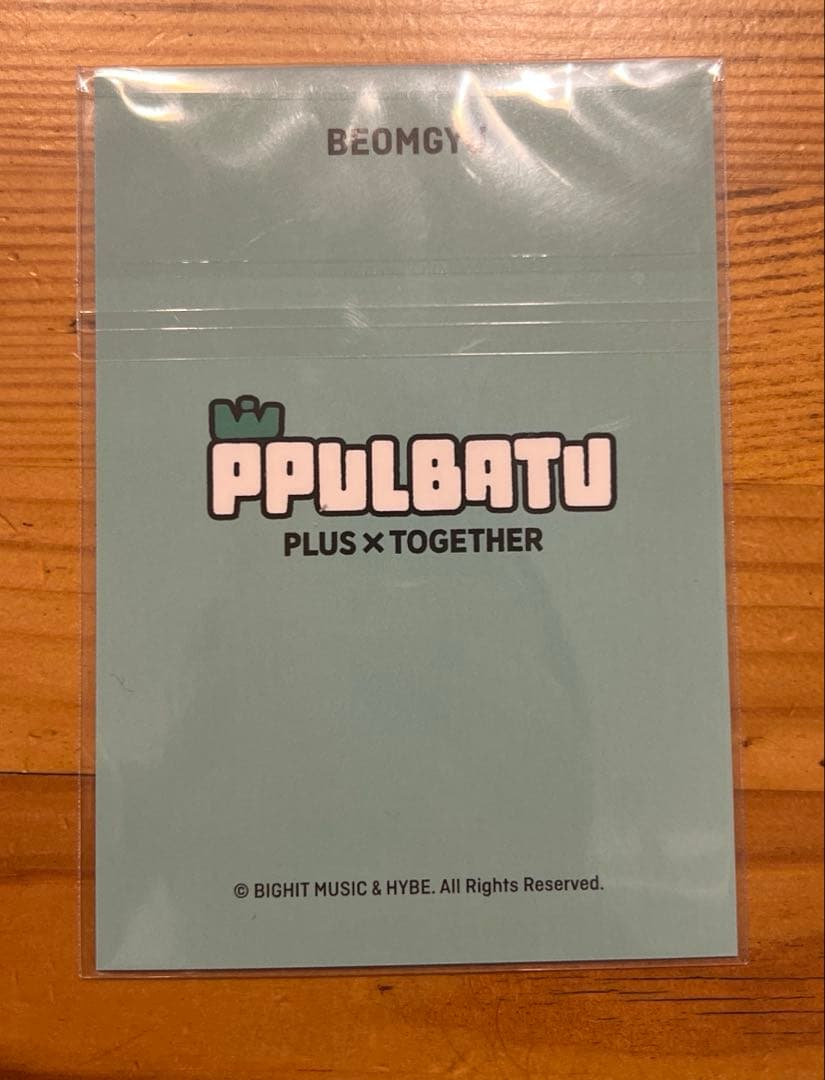 BEOMGYU
PPULBATU
PLUS × TOGETHER
© BIGHIT MUSIC & HYBE. All Rights Reserved.